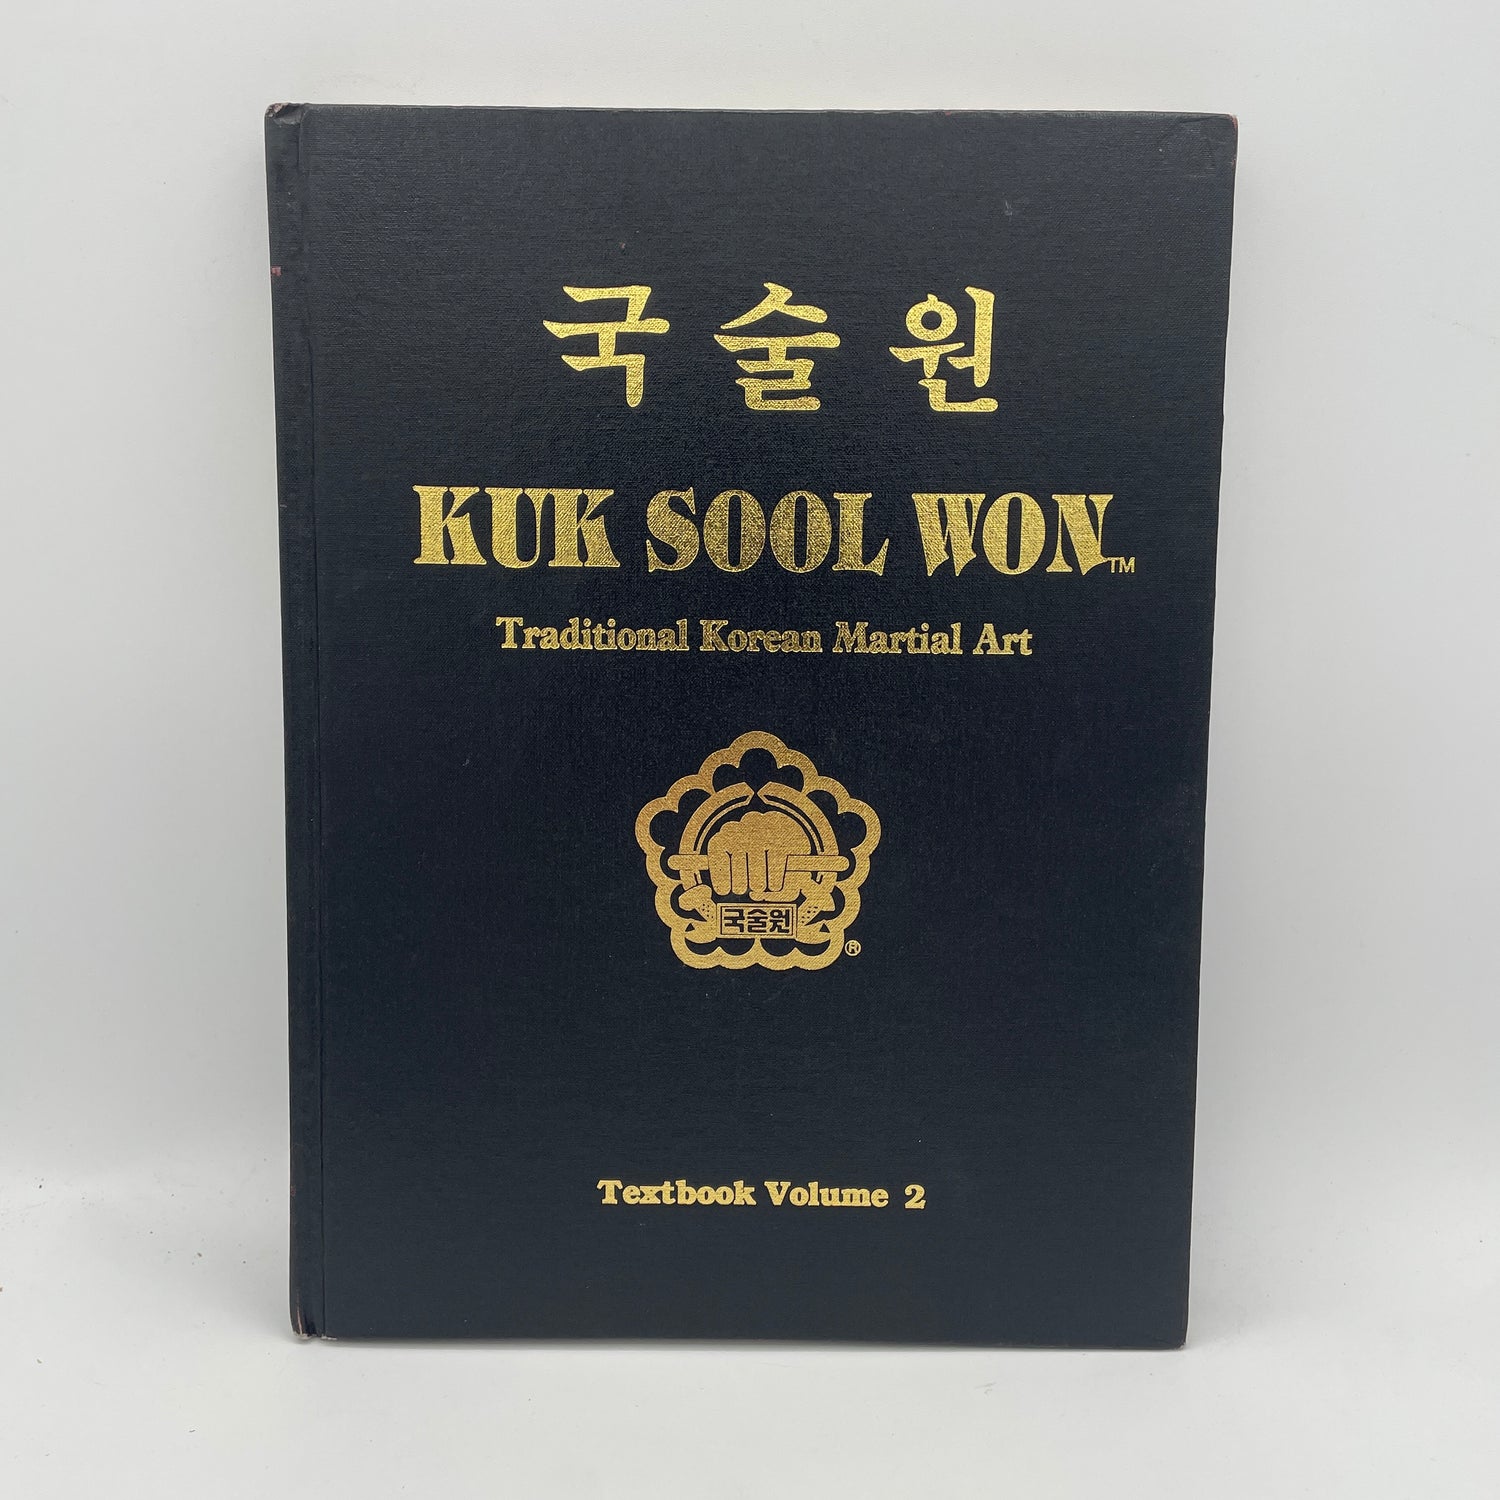 국술원
KUK SOOL WON™
Traditional Korean Martial Art
국술원
®
Textbook Volume 2